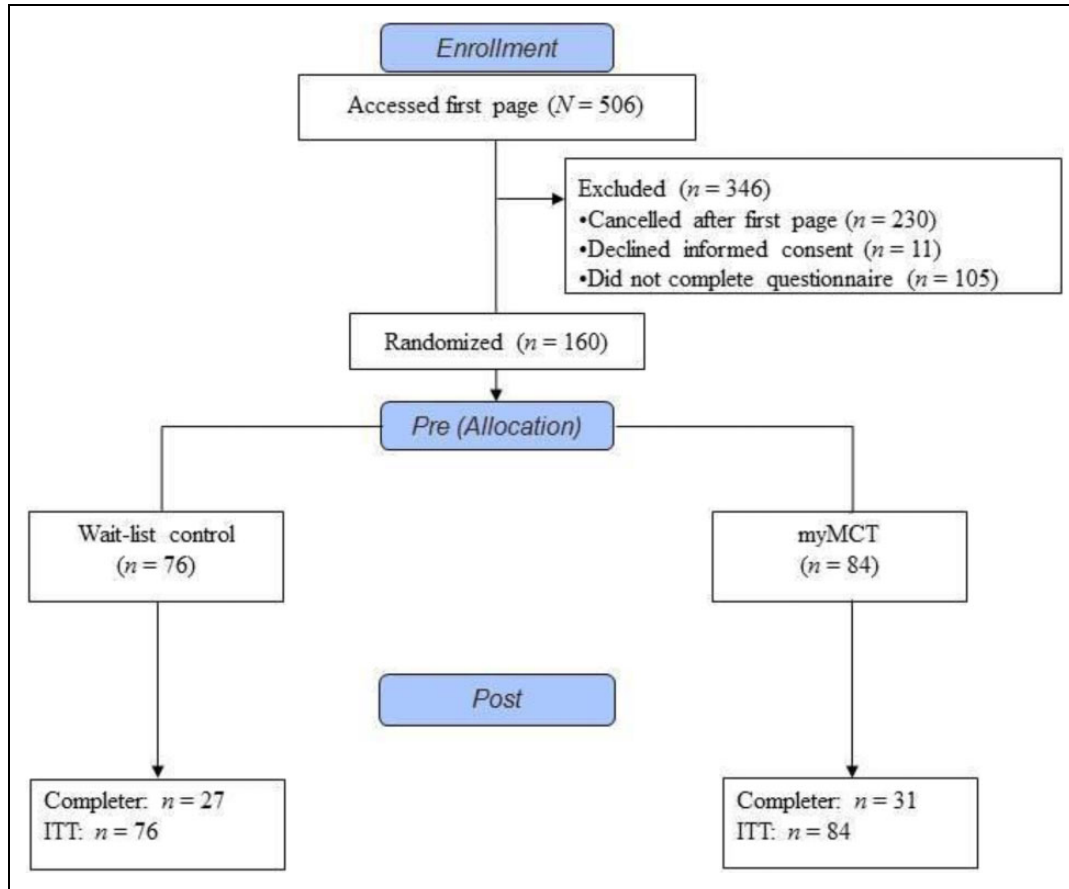 Enrollment
Accessed first page (N = 506)
Excluded (n = 346)
•Cancelled after first page (n = 230)
•Declined informed consent (n = 11)
•Did not complete questionnaire (n = 105)
Randomized (n = 160)
Pre (Allocation)
Wait-list control
(n = 76)
myMCT
(n = 84)
Post
Completer: n = 27
ITT: n = 76
Completer: n = 31
ITT: n = 84